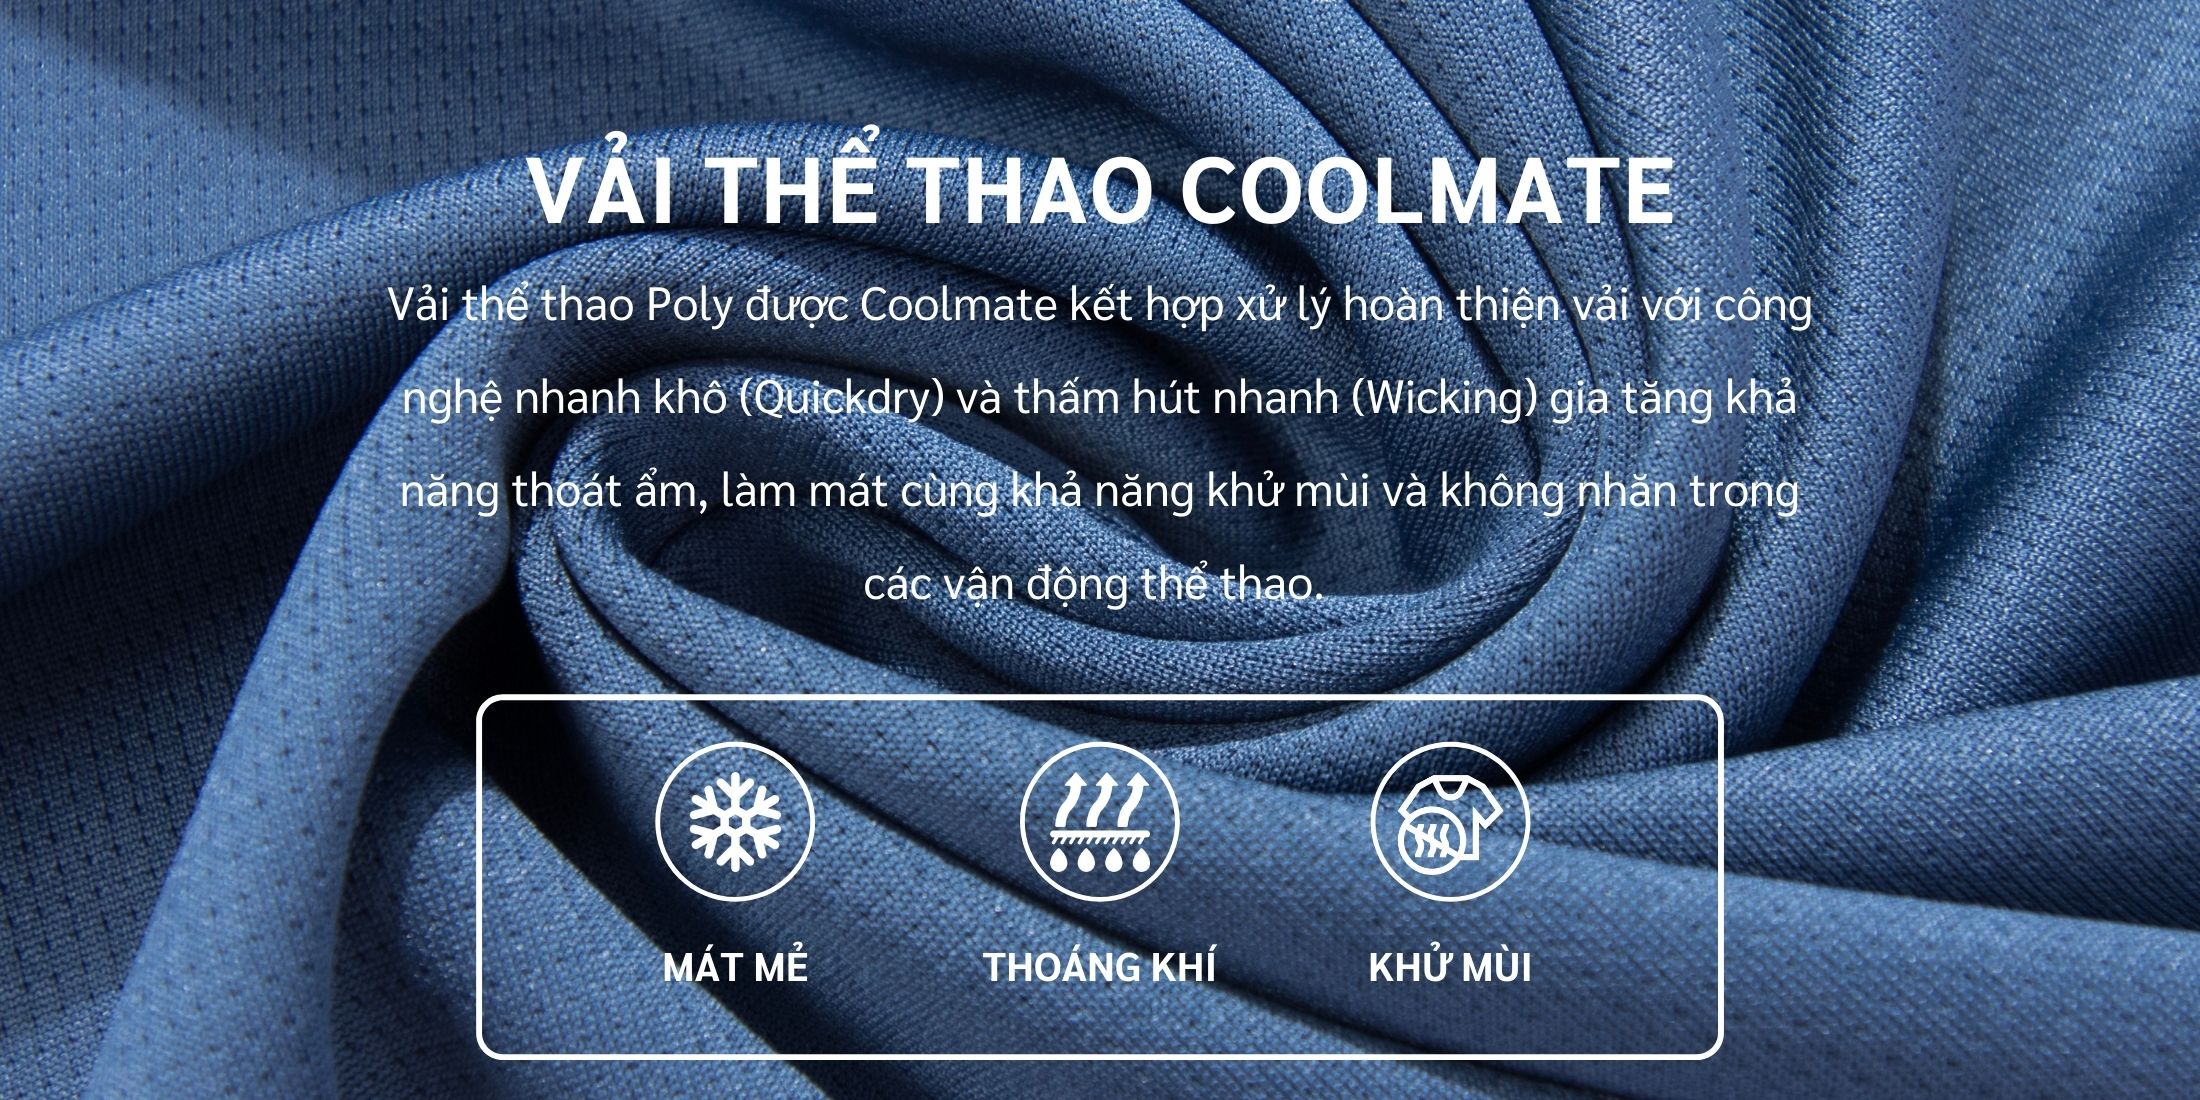 VẢI THỂ THAO COOLMATE
Vải thể thao Poly được Coolmate kết hợp xử lý hoàn thiện vải với công
nghệ nhanh khô (Quickdry) và thấm hút nhanh (Wicking) gia tăng khả
năng thoát ẩm, làm mát cùng khả năng khử mùi và không nhăn trong
các vận động thể thao.
MÁT MẺ
THOÁNG KHÍ
KHỬ MÙI